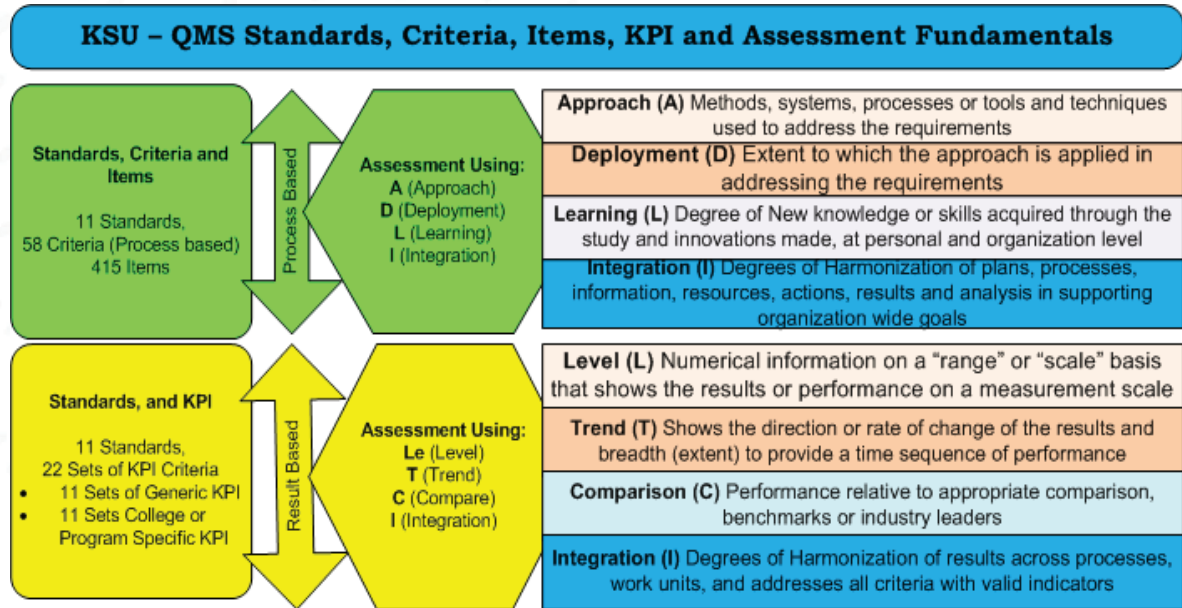 KSU – QMS Standards, Criteria, Items, KPI and Assessment Fundamentals
Standards, Criteria and
Items
11 Standards,
58 Criteria (Process based)
415 Items
Process Based
Assessment Using:
A (Approach)
D (Deployment)
L (Learning)
I (Integration)
Approach (A) Methods, systems, processes or tools and techniques
used to address the requirements
Deployment (D) Extent to which the approach is applied in
addressing the requirements
Learning (L) Degree of New knowledge or skills acquired through the
study and innovations made, at personal and organization level
Integration (I) Degrees of Harmonization of plans, processes,
information, resources, actions, results and analysis in supporting
organization wide goals
Standards, and KPI
11 Standards,
22 Sets of KPI Criteria
• 11 Sets of Generic KPI
• 11 Sets College or
Program Specific KPI
Result Based
Assessment Using:
Le (Level)
T (Trend)
C (Compare)
I (Integration)
Level (L) Numerical information on a “range” or “scale” basis
that shows the results or performance on a measurement scale
Trend (T) Shows the direction or rate of change of the results and
breadth (extent) to provide a time sequence of performance
Comparison (C) Performance relative to appropriate comparison,
benchmarks or industry leaders
Integration (I) Degrees of Harmonization of results across processes,
work units, and addresses all criteria with valid indicators